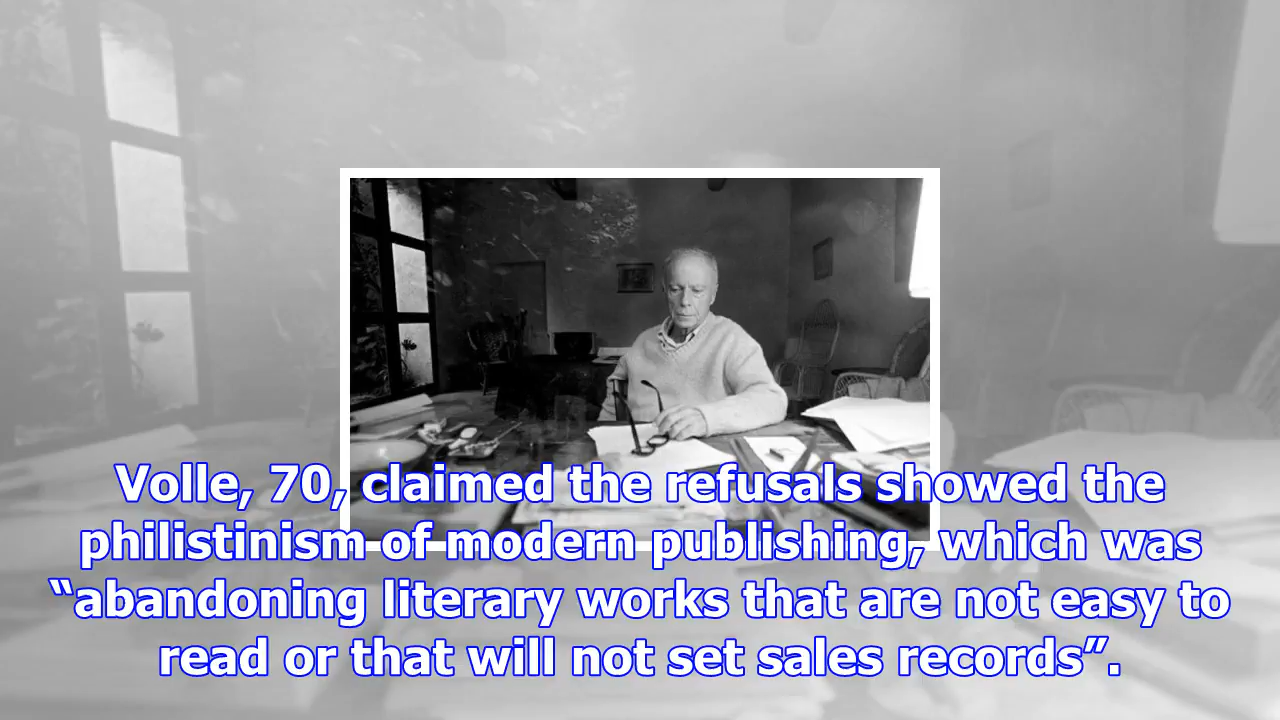 Volle, 70, claimed the refusals showed the
philistinism of modern publishing, which was
“abandoning literary works that are not easy to
read or that will not set sales records”.